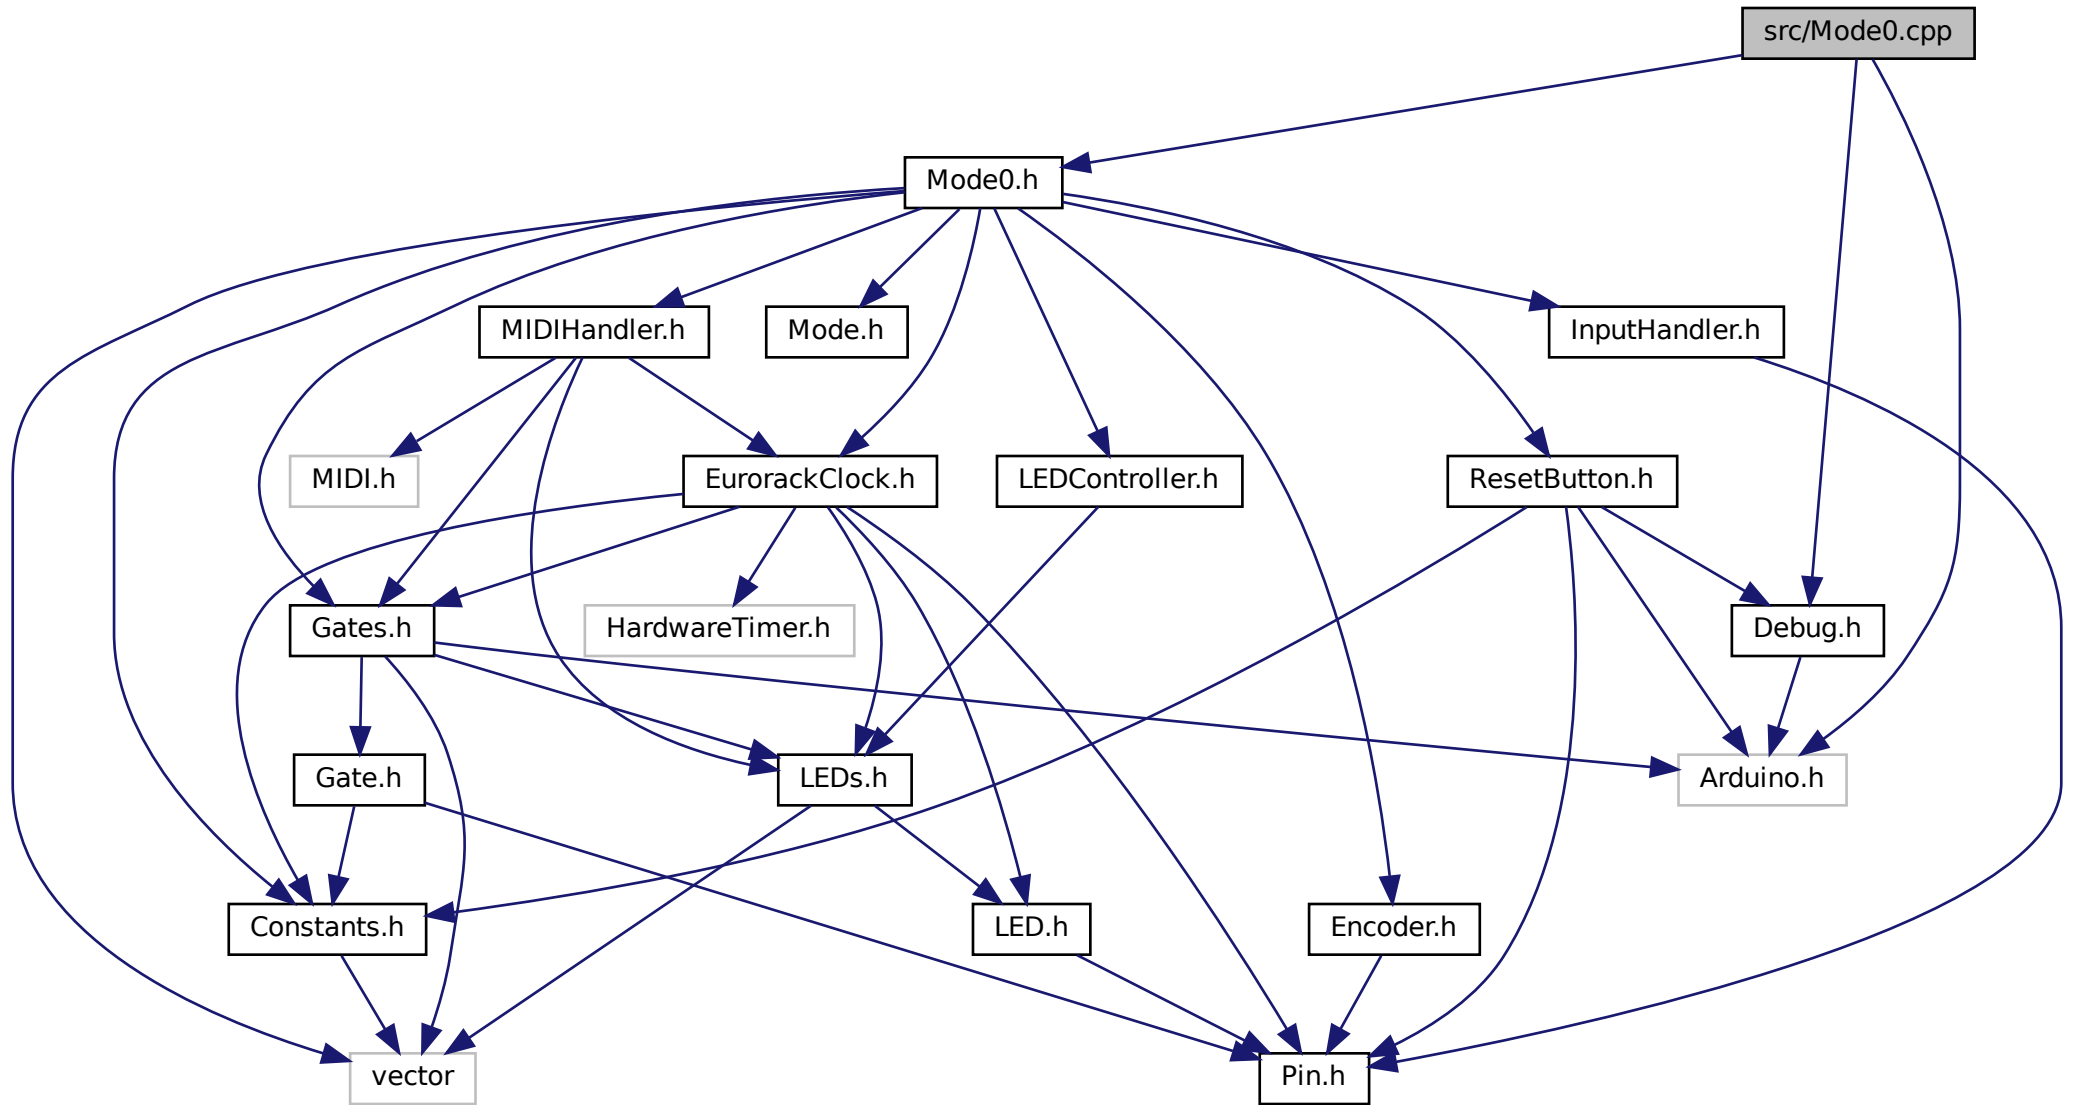 src/Mode0.cpp
Mode0.h
MIDIHandler.h
Mode.h
InputHandler.h
MIDI.h
EurorackClock.h
LEDController.h
ResetButton.h
Gates.h
HardwareTimer.h
Debug.h
Gate.h
LEDs.h
Arduino.h
Constants.h
LED.h
Encoder.h
vector
Pin.h